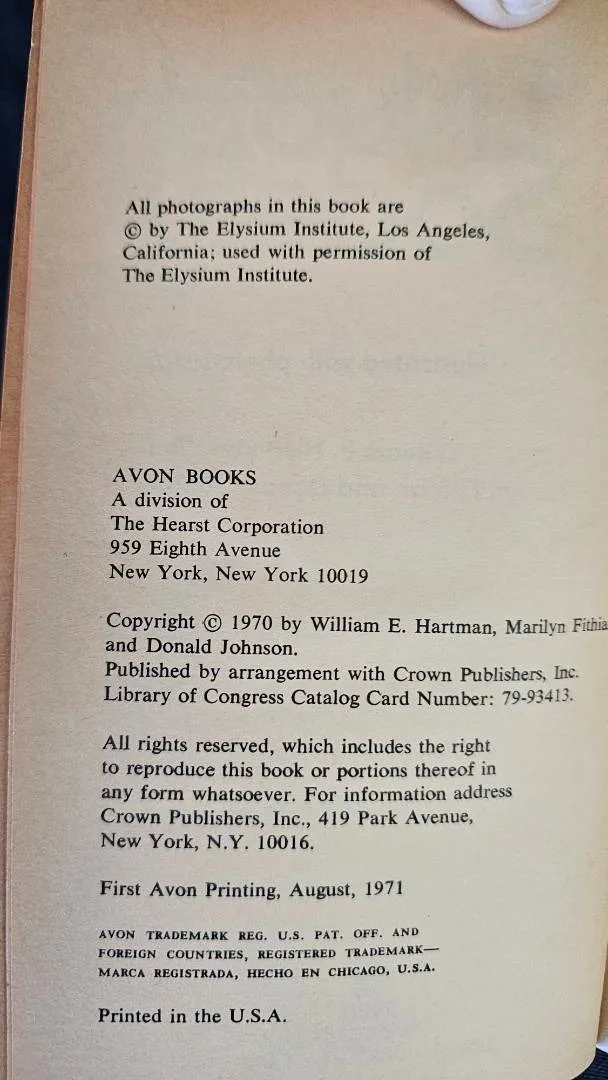 All photographs in this book are
© by The Elysium Institute, Los Angeles,
California; used with permission of
The Elysium Institute.
AVON BOOKS
A division of
The Hearst Corporation
959 Eighth Avenue
New York, New York 10019
Copyright © 1970 by William E. Hartman, Marilyn Fithia
and Donald Johnson.
Published by arrangement with Crown Publishers, Inc.
Library of Congress Catalog Card Number: 79-93413.
All rights reserved, which includes the right
to reproduce this book or portions thereof in
any form whatsoever. For information address
Crown Publishers, Inc., 419 Park Avenue,
New York, N.Y. 10016.
First Avon Printing, August, 1971
AVON TRADEMARK REG. U.S. PAT. OFF. AND
FOREIGN COUNTRIES, REGISTERED TRADEMARK—
MARCA REGISTRADA, HECHO EN CHICAGO, U.S.A.
Printed in the U.S.A.